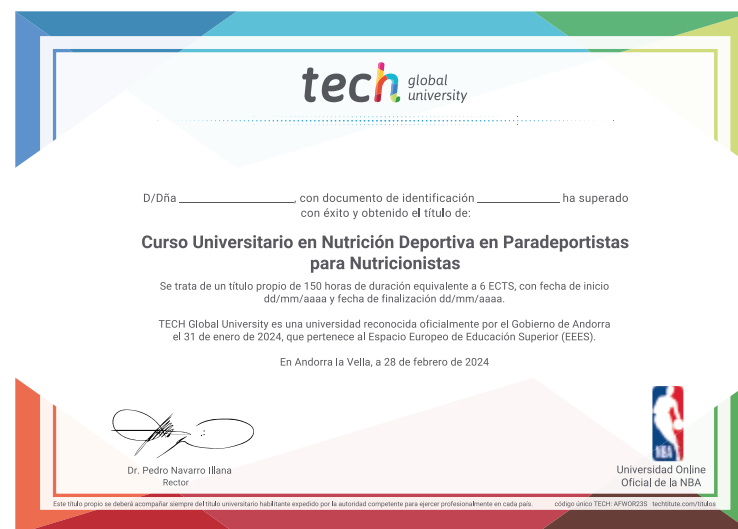 tech global university
D/Dña ______________, con documento de identificación ______________ ha superado
con éxito y obtenido el título de:
Curso Universitario en Nutrición Deportiva en Paradeportistas
para Nutricionistas
Se trata de un título propio de 150 horas de duración equivalente a 6 ECTS, con fecha de inicio
dd/mm/aaaa y fecha de finalización dd/mm/aaaa.
TECH Global University es una universidad reconocida oficialmente por el Gobierno de Andorra
el 31 de enero de 2024, que pertenece al Espacio Europeo de Educación Superior (EEES).
En Andorra la Vella, a 28 de febrero de 2024
Dr. Pedro Navarro Illana
Rector
NBA
Universidad Online
Oficial de la NBA
Este título propio se deberá acompañar siempre del título universitario habilitante expedido por la autoridad competente para ejercer profesionalmente en cada país. código único TECH: AFWOR23S techtitute.com/títulos